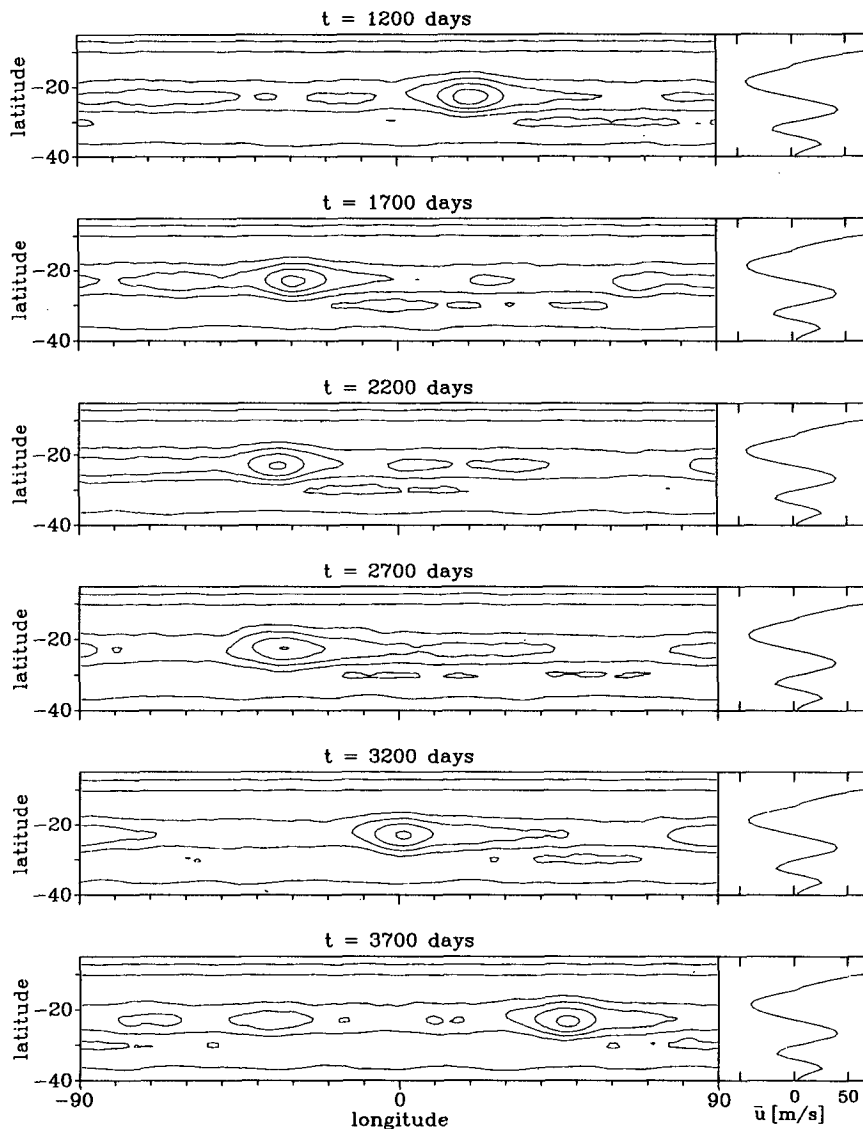 t = 1200 days
latitude
-20
-40
t = 1700 days
latitude
-20
-40
t = 2200 days
latitude
-20
-40
t = 2700 days
latitude
-20
-40
t = 3200 days
latitude
-20
-40
t = 3700 days
latitude
-20
-40
-90 0 90 0 50
longitude ū [m/s]